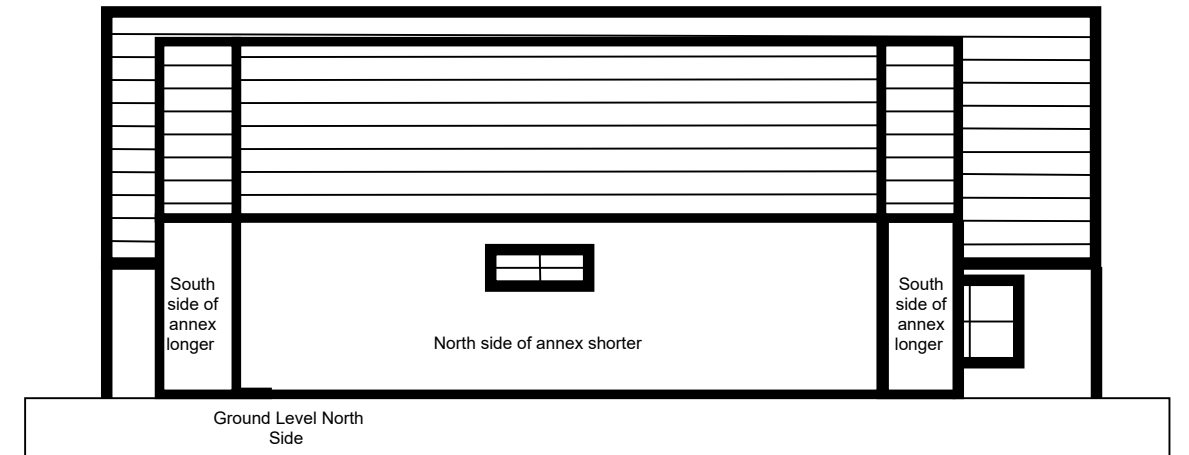 South
side of
annex
longer
South
side of
annex
longer
North side of annex shorter
Ground Level North
Side